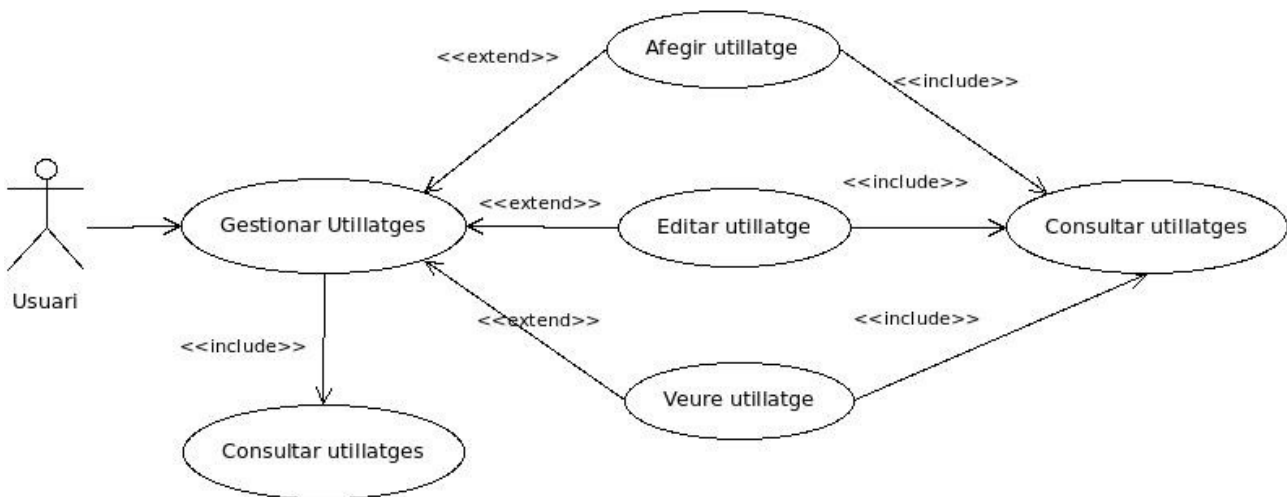 Afegir utillatge
<<extend>>
<<include>>
<<include>>
<<extend>>
Gestionar Utillatges
Editar utillatge
Consultar utillatges
Usuari
<<extend>>
<<include>>
<<include>>
Veure utillatge
Consultar utillatges